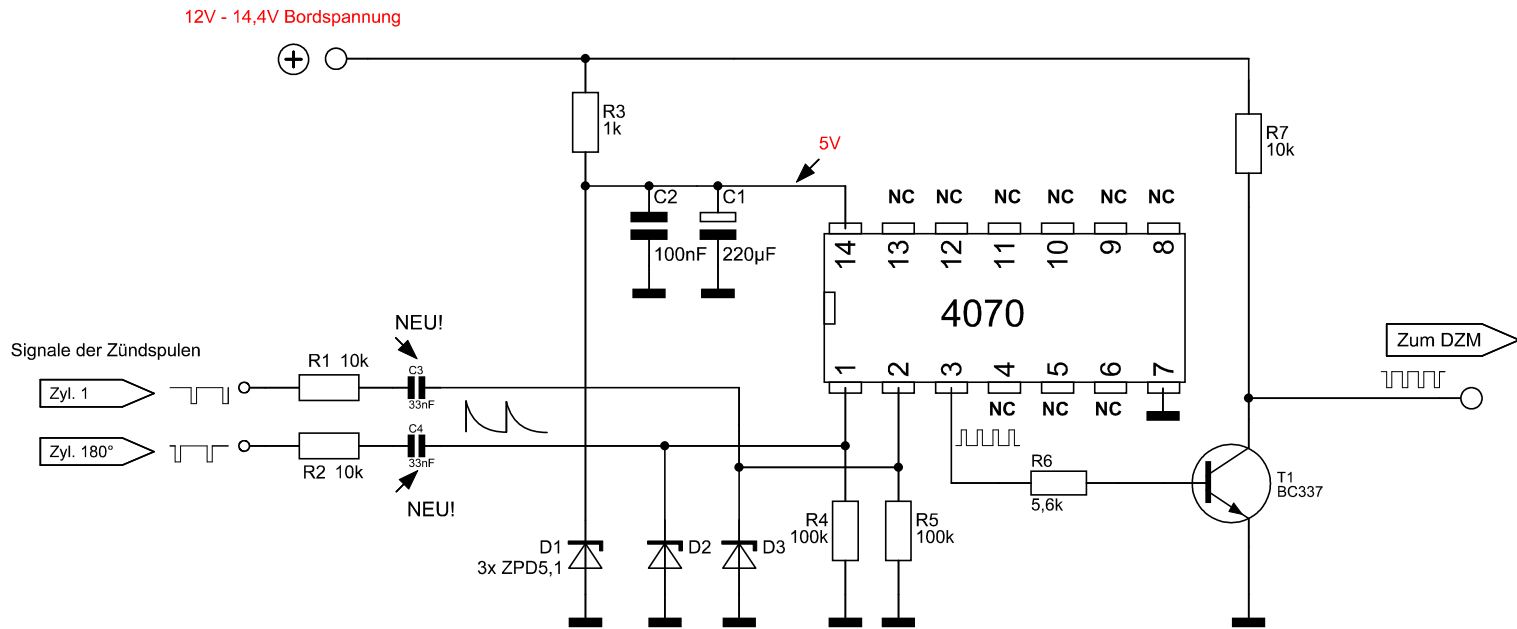 12V - 14,4V Bordspannung
+
R3
1k
R7
10k
5V
C2
100nF
C1
220µF
NC NC NC NC NC NC
14 13 12 11 10 9 8
4070
1 2 3 4 5 6 7
NC NC NC
NEU!
Signale der Zündspulen
R1 10k
C3
33nF
Zyl. 1
Zyl. 180°
R2 10k
C4
33nF
NEU!
Zum DZM
R6
5,6k
T1
BC337
D1
3x ZPD5,1
D2
D3
R4
100k
R5
100k